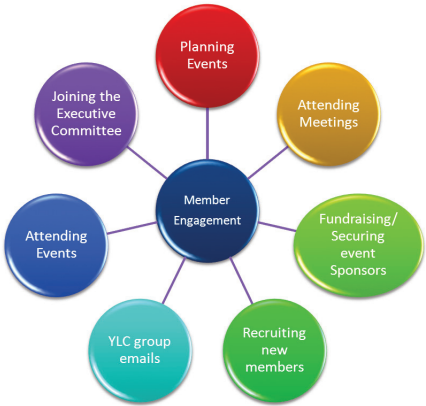 Planning
Events
Attending
Meetings
Fundraising/
Securing
event
Sponsors
Recruiting
new
members
YLC group
emails
Attending
Events
Joining the
Executive
Committee
Member
Engagement